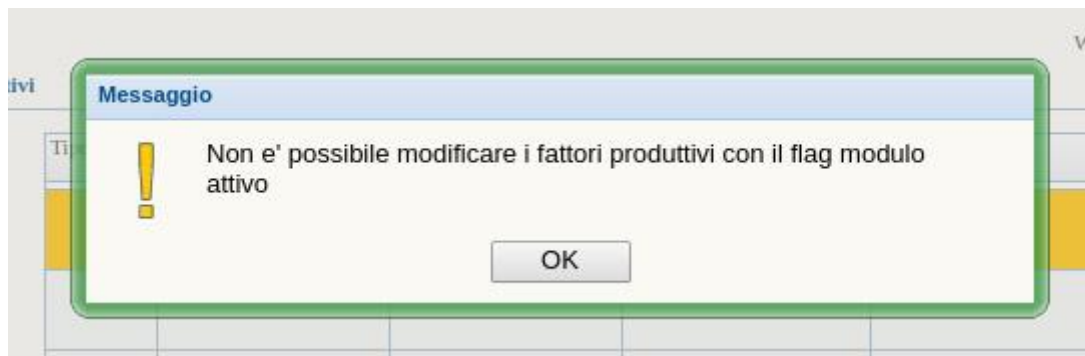 tivi
Messaggio
Non e' possibile modificare i fattori produttivi con il flag modulo
attivo
OK